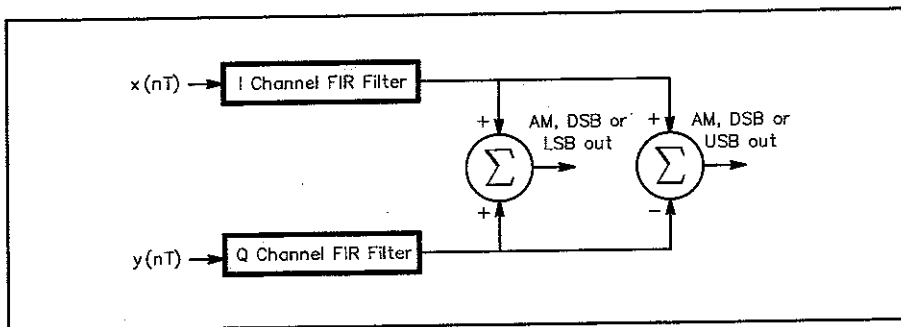 x(nT)
I Channel FIR Filter
+
AM, DSB or
LSB out
Σ
+
+
AM, DSB or
USB out
Σ
-
y(nT)
Q Channel FIR Filter